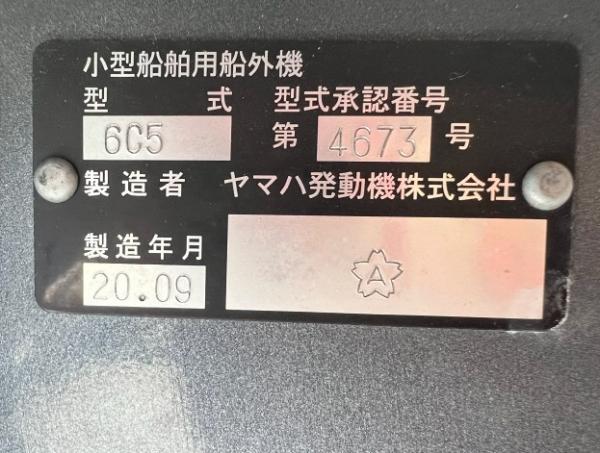 小型船舶用船外機
型 式 型式承認番号
6C5 第 4673 号
製造者 ヤマハ発動機株式会社
製造年月
20.09
A